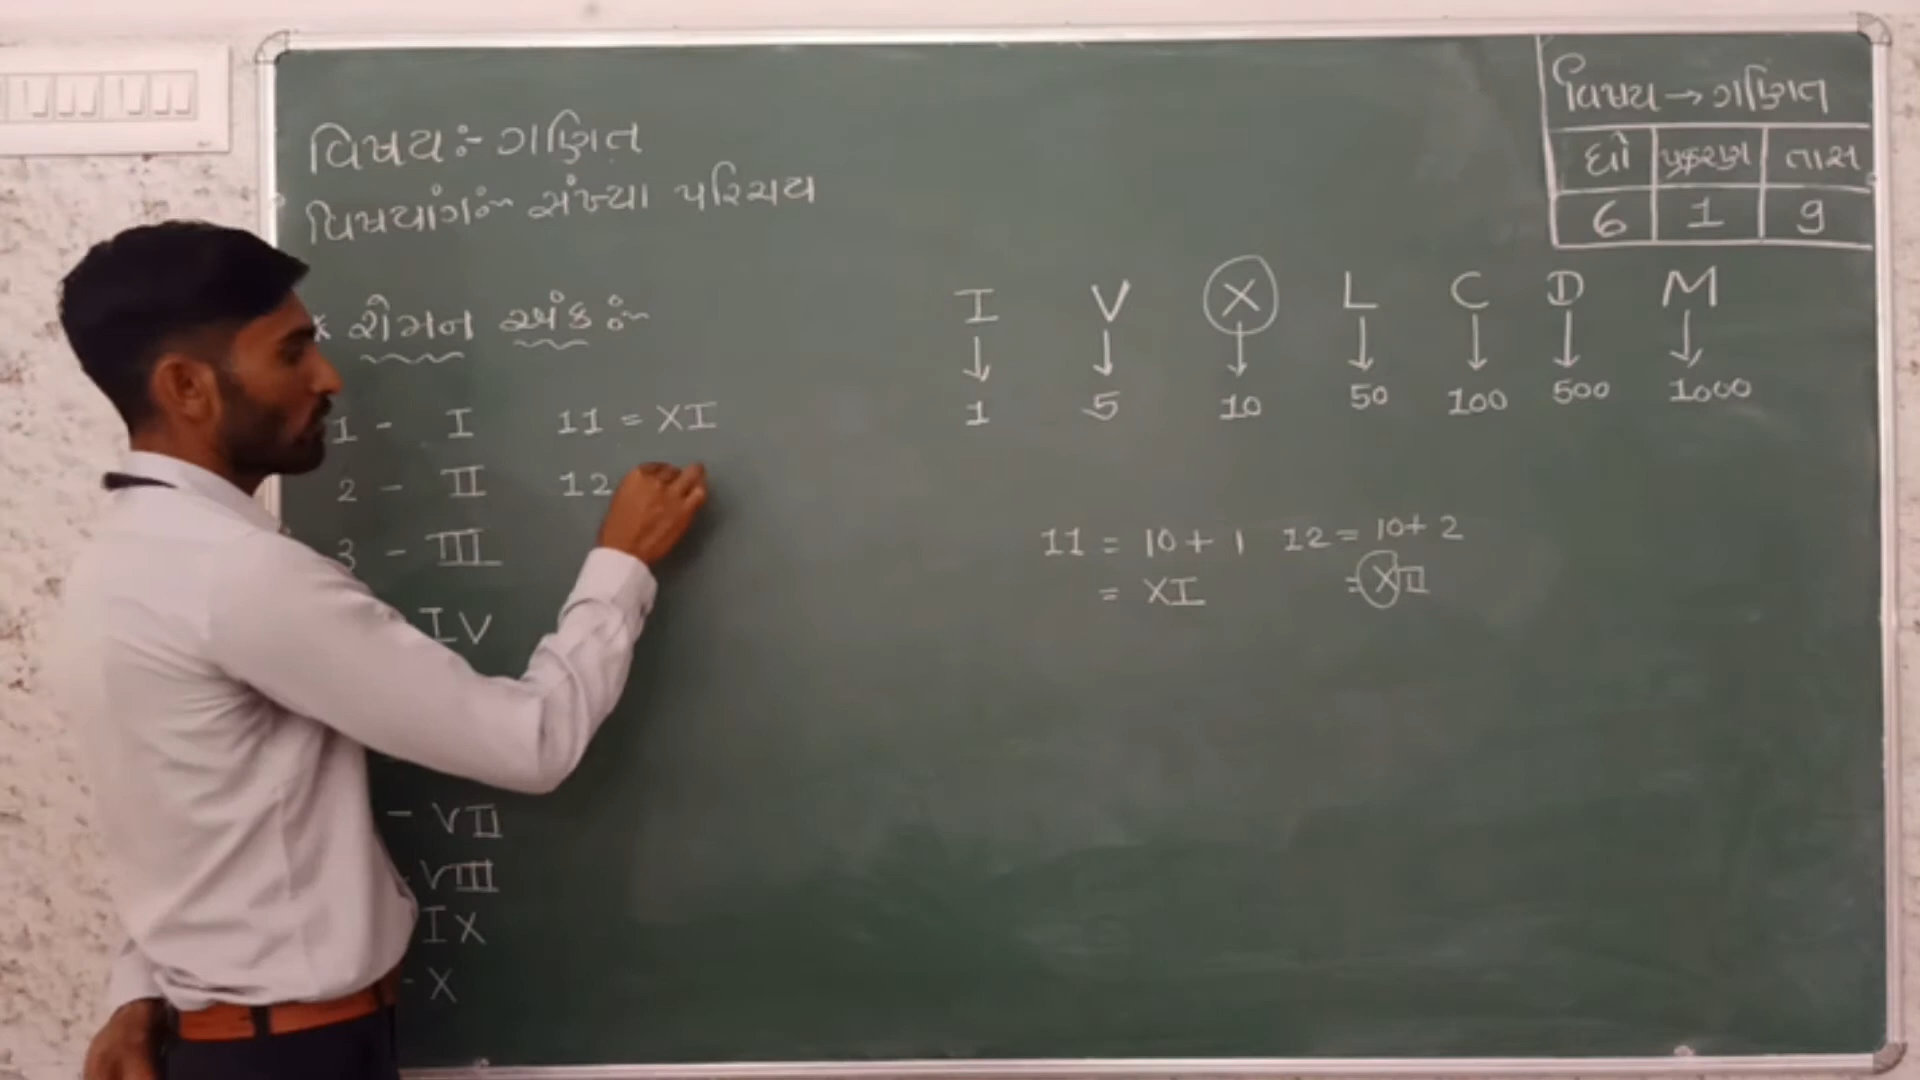 વિષય:- ગણિત
વિષયાંગ:~ સંખ્યા પરિચય
* રોમન અંક :~
1 - I
2 - II
3 - III
IV
- VII
VIII
IX
- X
11 = XI
12
વિષય → ગણિત
ધો પ્રકરણ તાસ
6 1 9
I V X L C D M
↓ ↓ ↓ ↓ ↓ ↓ ↓
1 5 10 50 100 500 1000
11 = 10 + 1 12 = 10 + 2
= XI = XII